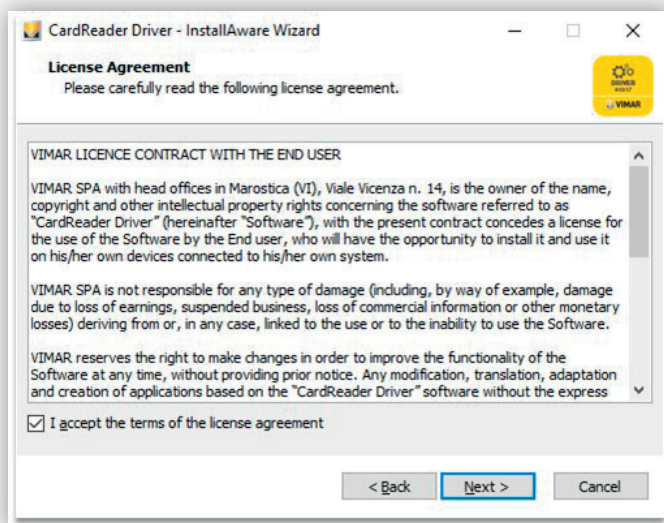 CardReader Driver - InstallAware Wizard
License Agreement
Please carefully read the following license agreement.
DRIVER
VIMAR
VIMAR LICENCE CONTRACT WITH THE END USER
VIMAR SPA with head offices in Marostica (VI), Viale Vicenza n. 14, is the owner of the name,
copyright and other intellectual property rights concerning the software referred to as
"CardReader Driver" (hereinafter "Software"), with the present contract concedes a license for
the use of the Software by the End user, who will have the opportunity to install it and use it
on his/her own devices connected to his/her own system.
VIMAR SPA is not responsible for any type of damage (including, by way of example, damage
due to loss of earnings, suspended business, loss of commercial information or other monetary
losses) deriving from or, in any case, linked to the use or to the inability to use the Software.
VIMAR reserves the right to make changes in order to improve the functionality of the
Software at any time, without providing prior notice. Any modification, translation, adaptation
and creation of applications based on the "CardReader Driver" software without the express
I accept the terms of the license agreement
< Back
Next >
Cancel